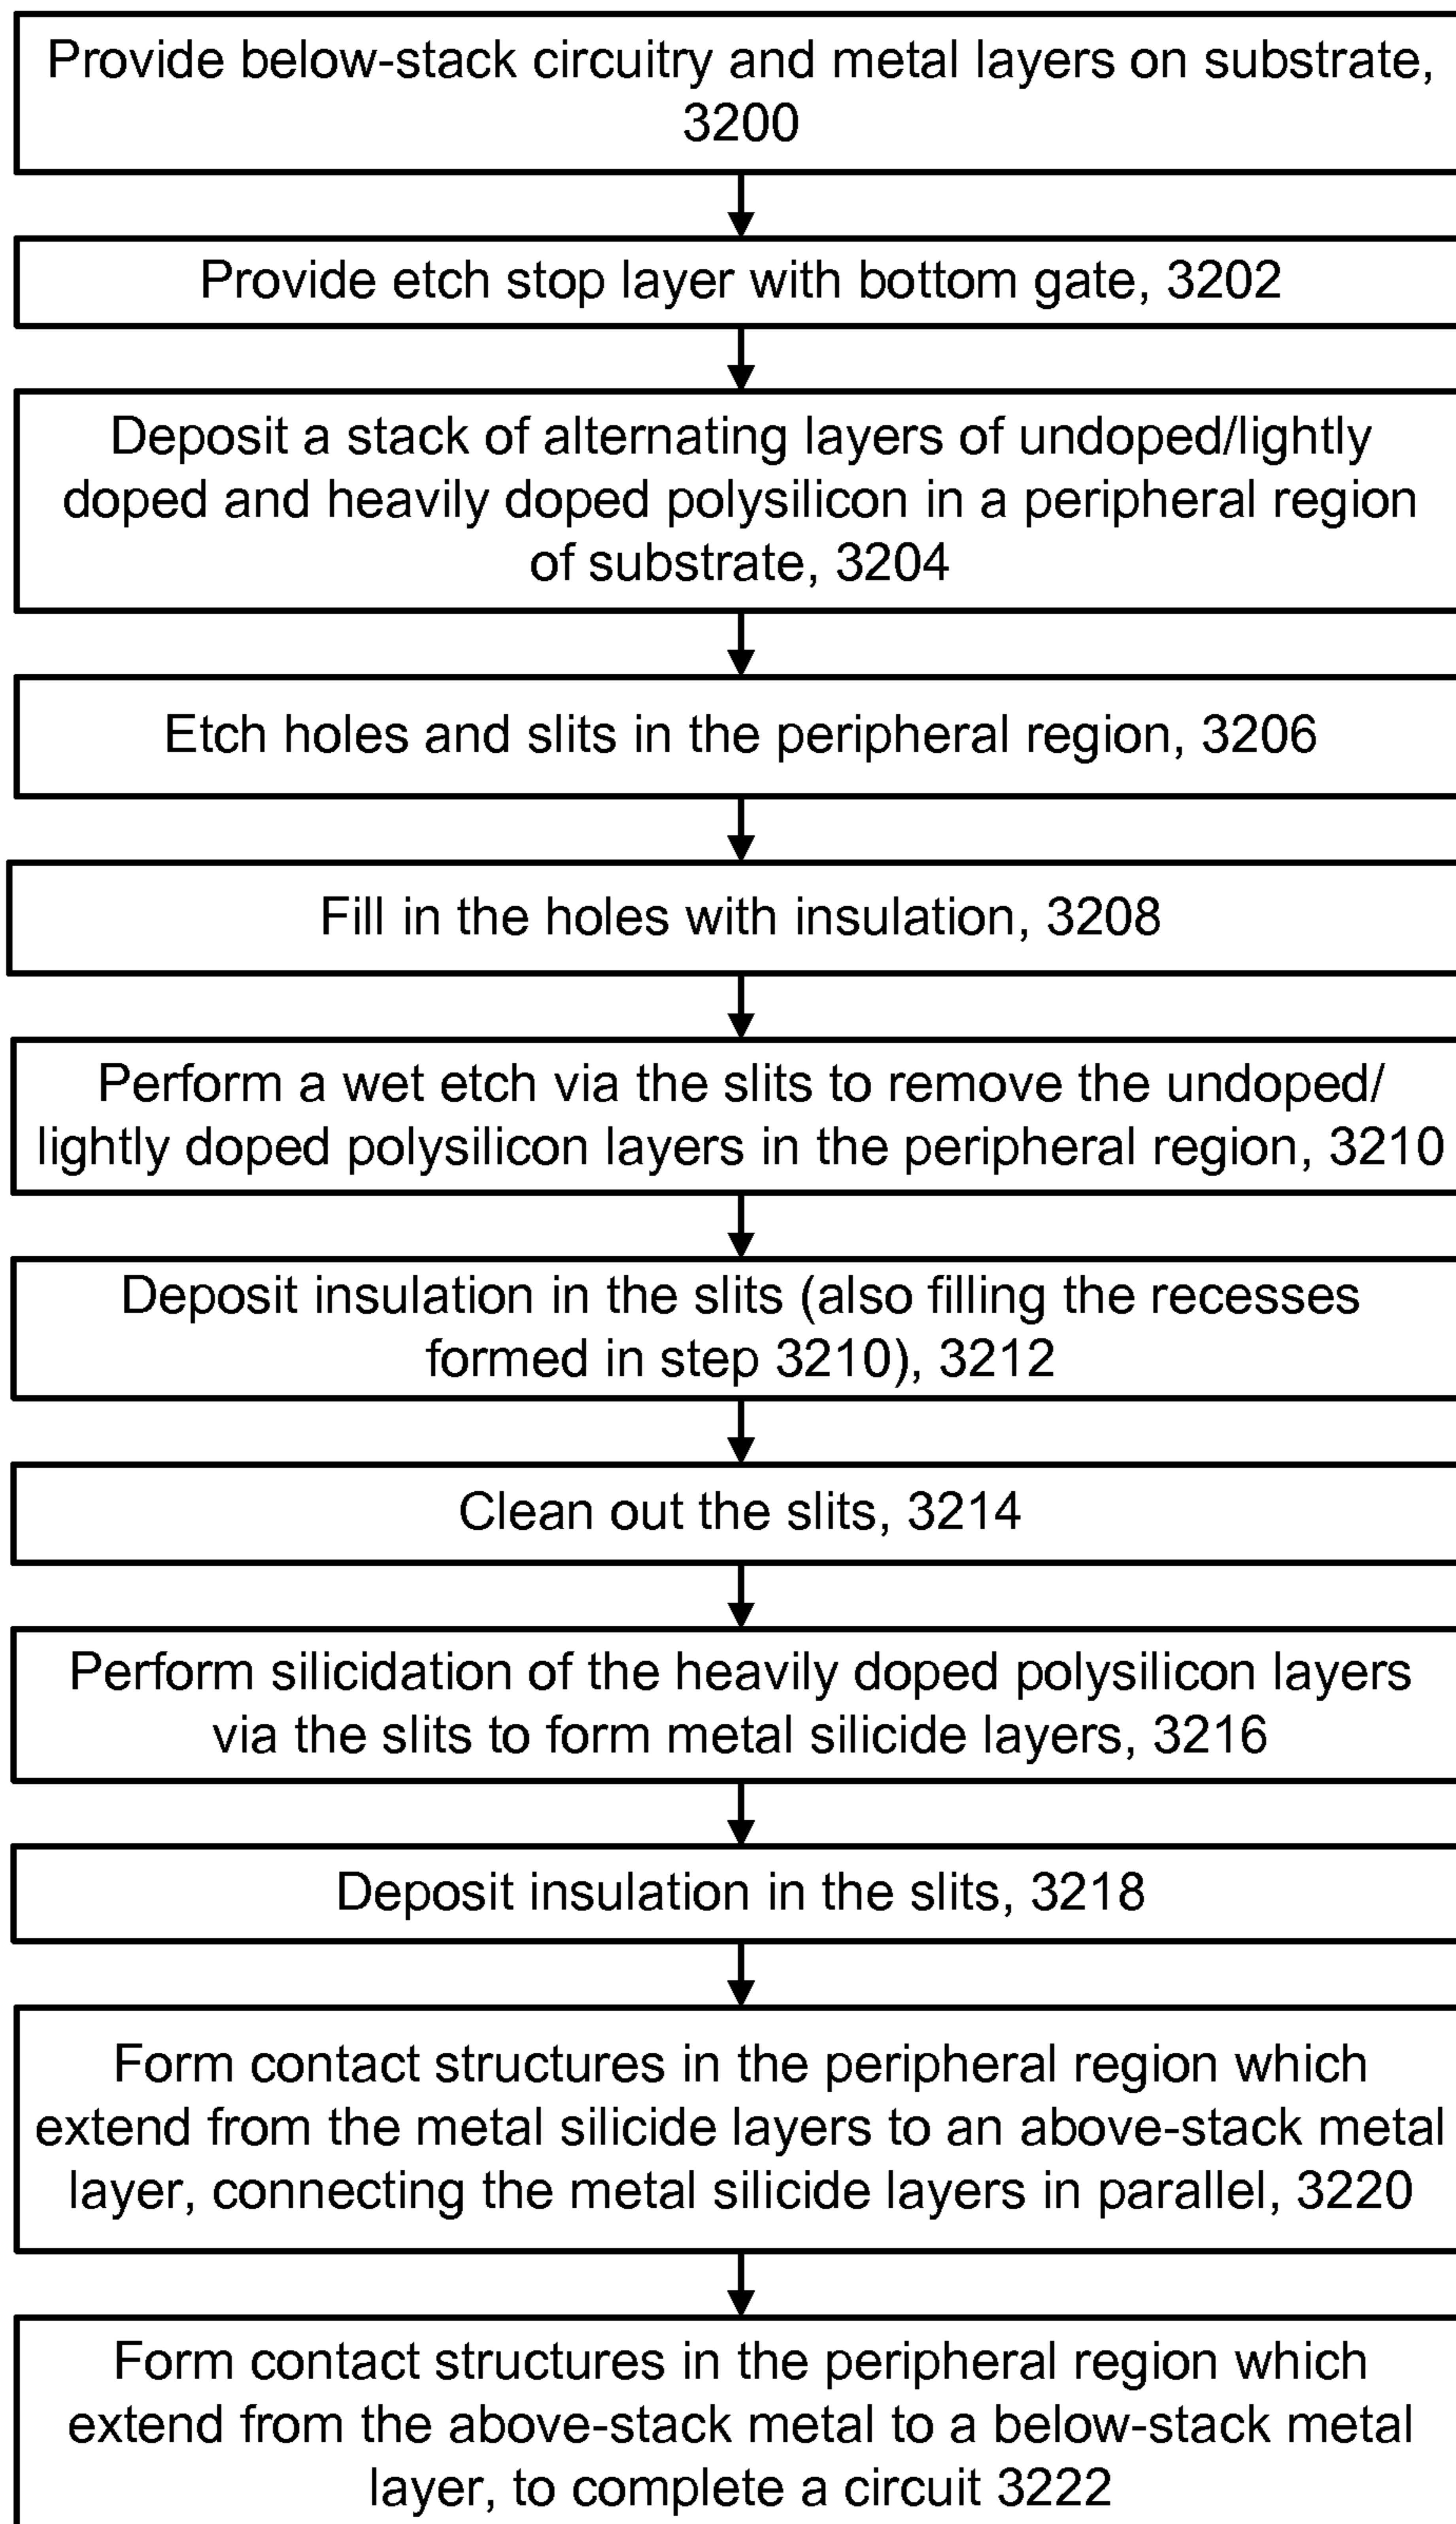 Provide below-stack circuitry and metal layers on substrate,
3200
Provide etch stop layer with bottom gate, 3202
Deposit a stack of alternating layers of undoped/lightly
doped and heavily doped polysilicon in a peripheral region
of substrate, 3204
Etch holes and slits in the peripheral region, 3206
Fill in the holes with insulation, 3208
Perform a wet etch via the slits to remove the undoped/
lightly doped polysilicon layers in the peripheral region, 3210
Deposit insulation in the slits (also filling the recesses
formed in step 3210), 3212
Clean out the slits, 3214
Perform silicidation of the heavily doped polysilicon layers
via the slits to form metal silicide layers, 3216
Deposit insulation in the slits, 3218
Form contact structures in the peripheral region which
extend from the metal silicide layers to an above-stack metal
layer, connecting the metal silicide layers in parallel, 3220
Form contact structures in the peripheral region which
extend from the above-stack metal to a below-stack metal
layer, to complete a circuit 3222